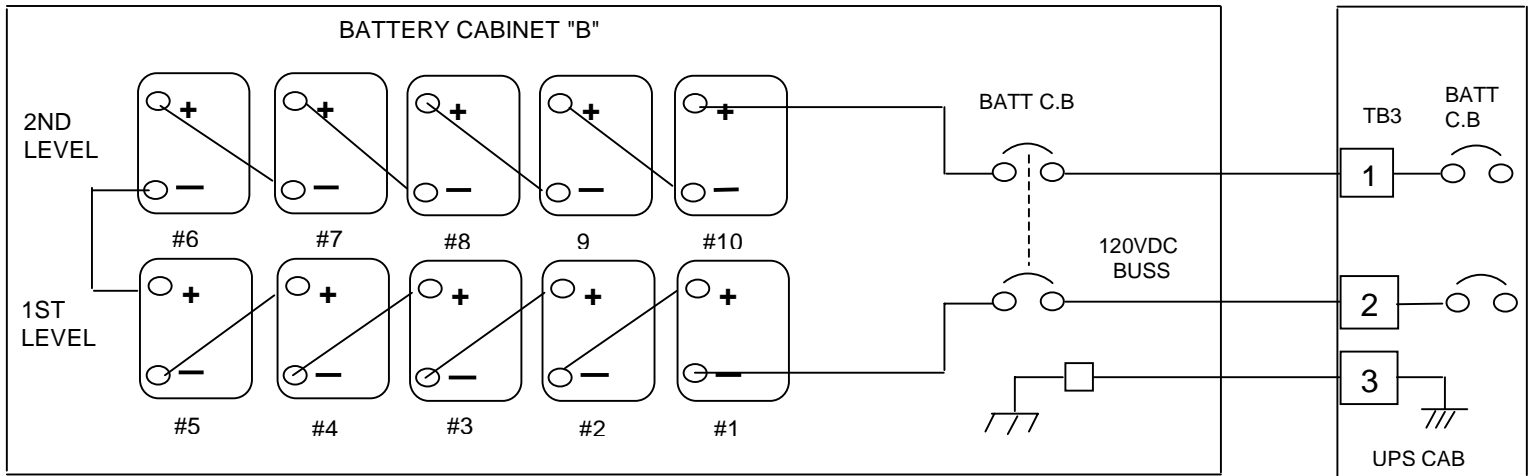 BATTERY CABINET "B"
2ND
LEVEL
+ + + + +
— — — — —
#6 #7 #8 9 #10
1ST
LEVEL
+ + + + +
— — — — —
#5 #4 #3 #2 #1
BATT C.B
120VDC
BUSS
TB3
BATT
C.B
1
2
3
UPS CAB